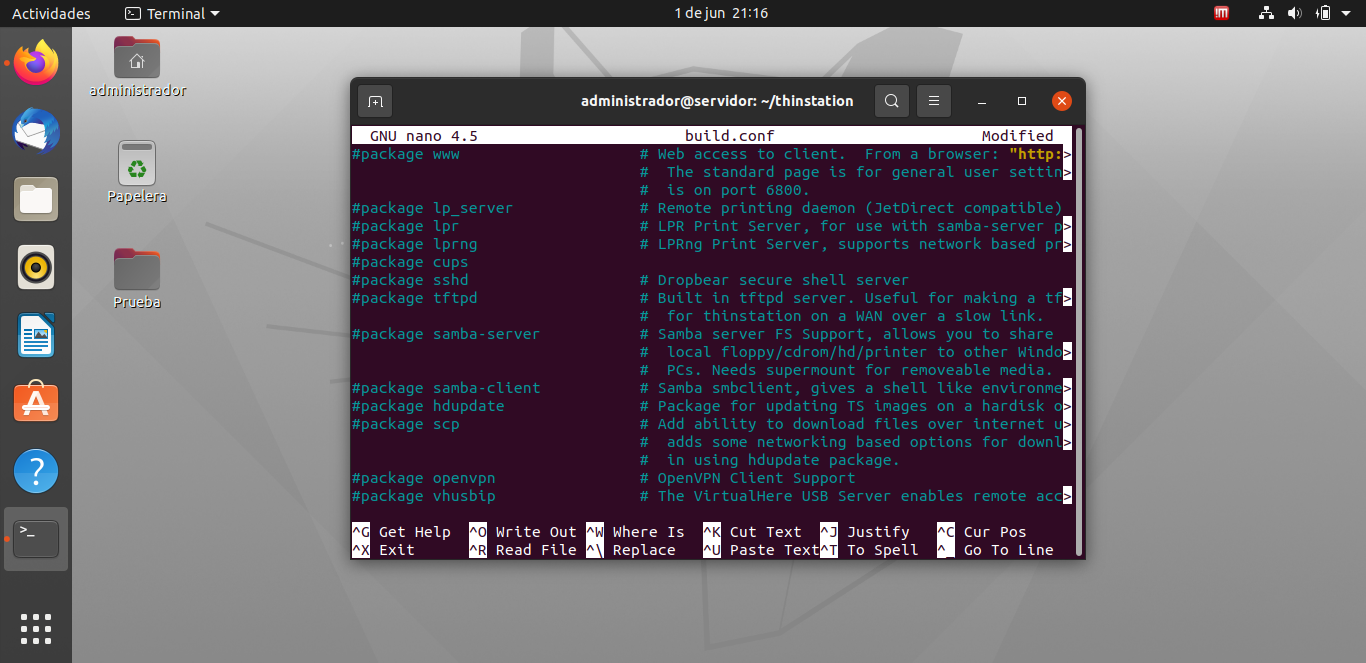 Actividades Terminal 1 de jun 21:16
administrador
Papelera
Prueba
administrador@servidor: ~/thinstation
GNU nano 4.5 build.conf Modified
#package www # Web access to client.  From a browser: "http:>
#  The standard page is for general user settin>
#  is on port 6800.
#package lp_server # Remote printing daemon (JetDirect compatible)
#package lpr # LPR Print Server, for use with samba-server p>
#package lprng # LPRng Print Server, supports network based pr>
#package cups
#package sshd # Dropbear secure shell server
#package tftpd # Built in tftpd server. Useful for making a tf>
#  for thinstation on a WAN over a slow link.
#package samba-server # Samba server FS Support, allows you to share
#  local floppy/cdrom/hd/printer to other Windo>
#  PCs. Needs supermount for removeable media.
#package samba-client # Samba smbclient, gives a shell like environme>
#package hdupdate # Package for updating TS images on a hardisk o>
#package scp # Add ability to download files over internet u>
#  adds some networking based options for downl>
#  in using hdupdate package.
#package openvpn # OpenVPN Client Support
#package vhusbip # The VirtualHere USB Server enables remote acc>
^G Get Help ^O Write Out ^W Where Is ^K Cut Text ^J Justify ^C Cur Pos
^X Exit ^R Read File ^\ Replace ^U Paste Text ^T To Spell ^_ Go To Line